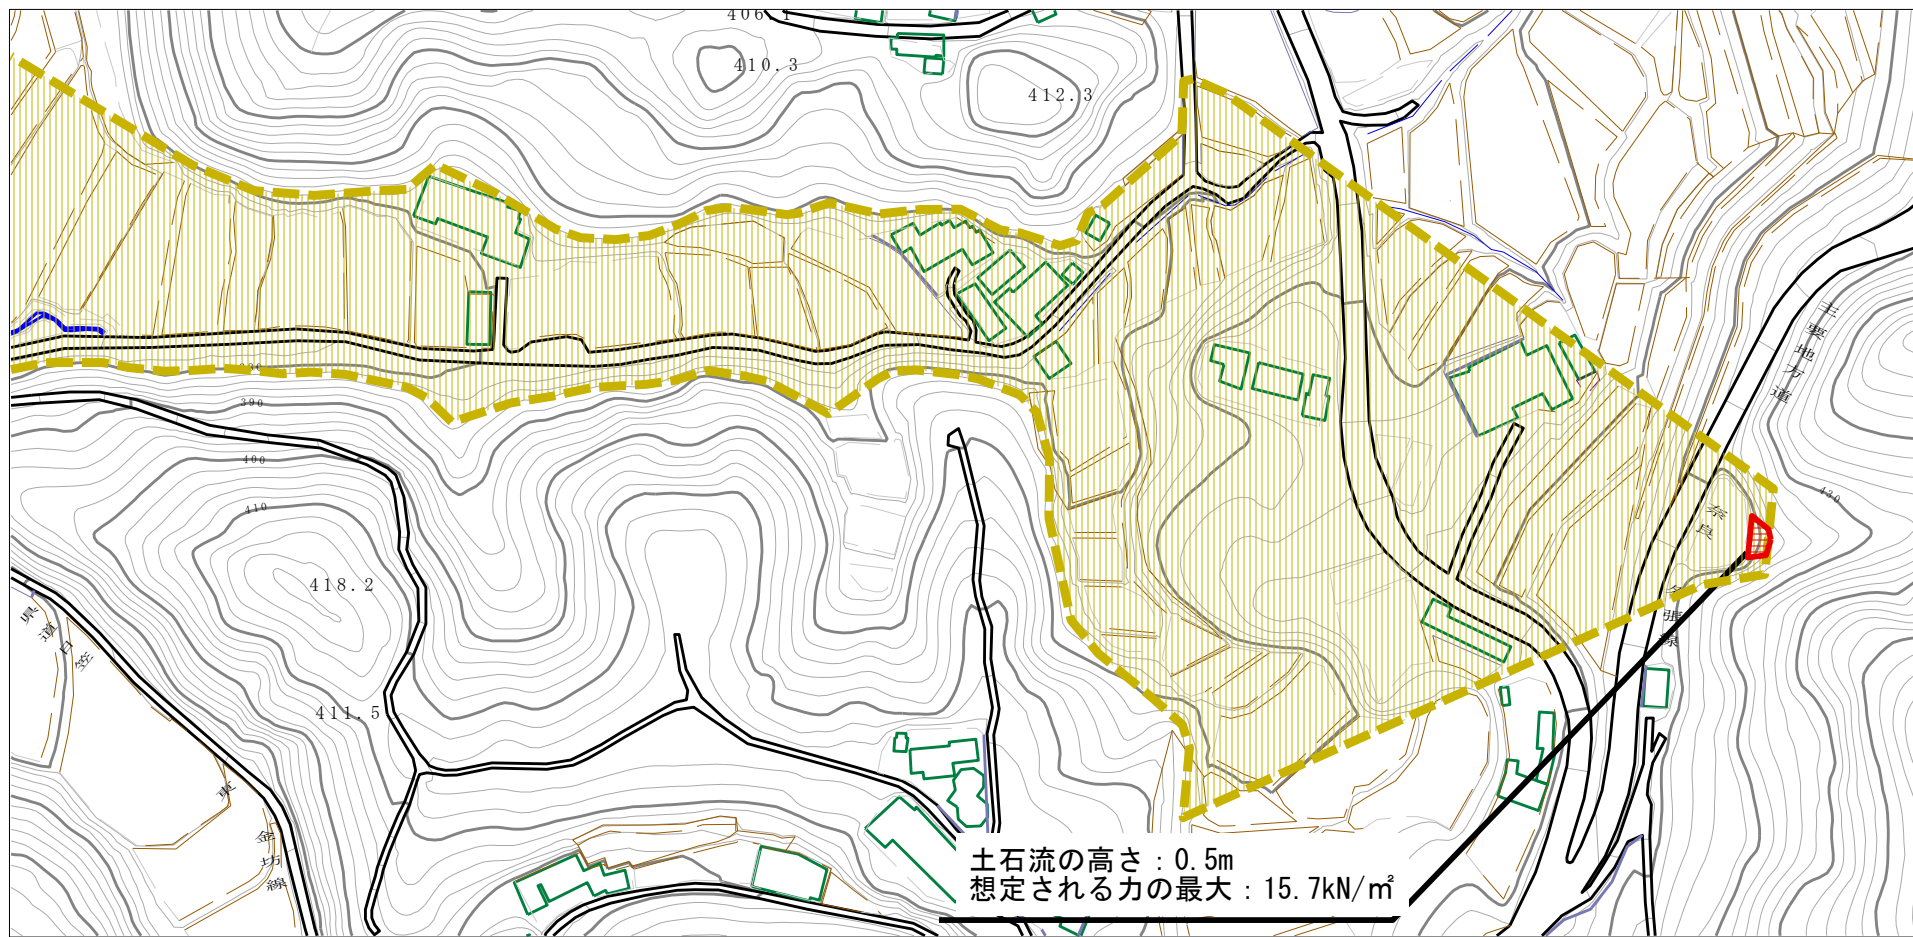 406.1
410.3
412.3
主要地方道
奈良
名張線
430
390
400
410
418.2
411.5
県道白笠
東
金坊線
土石流の高さ：0.5m
想定される力の最大：15.7kN/㎡